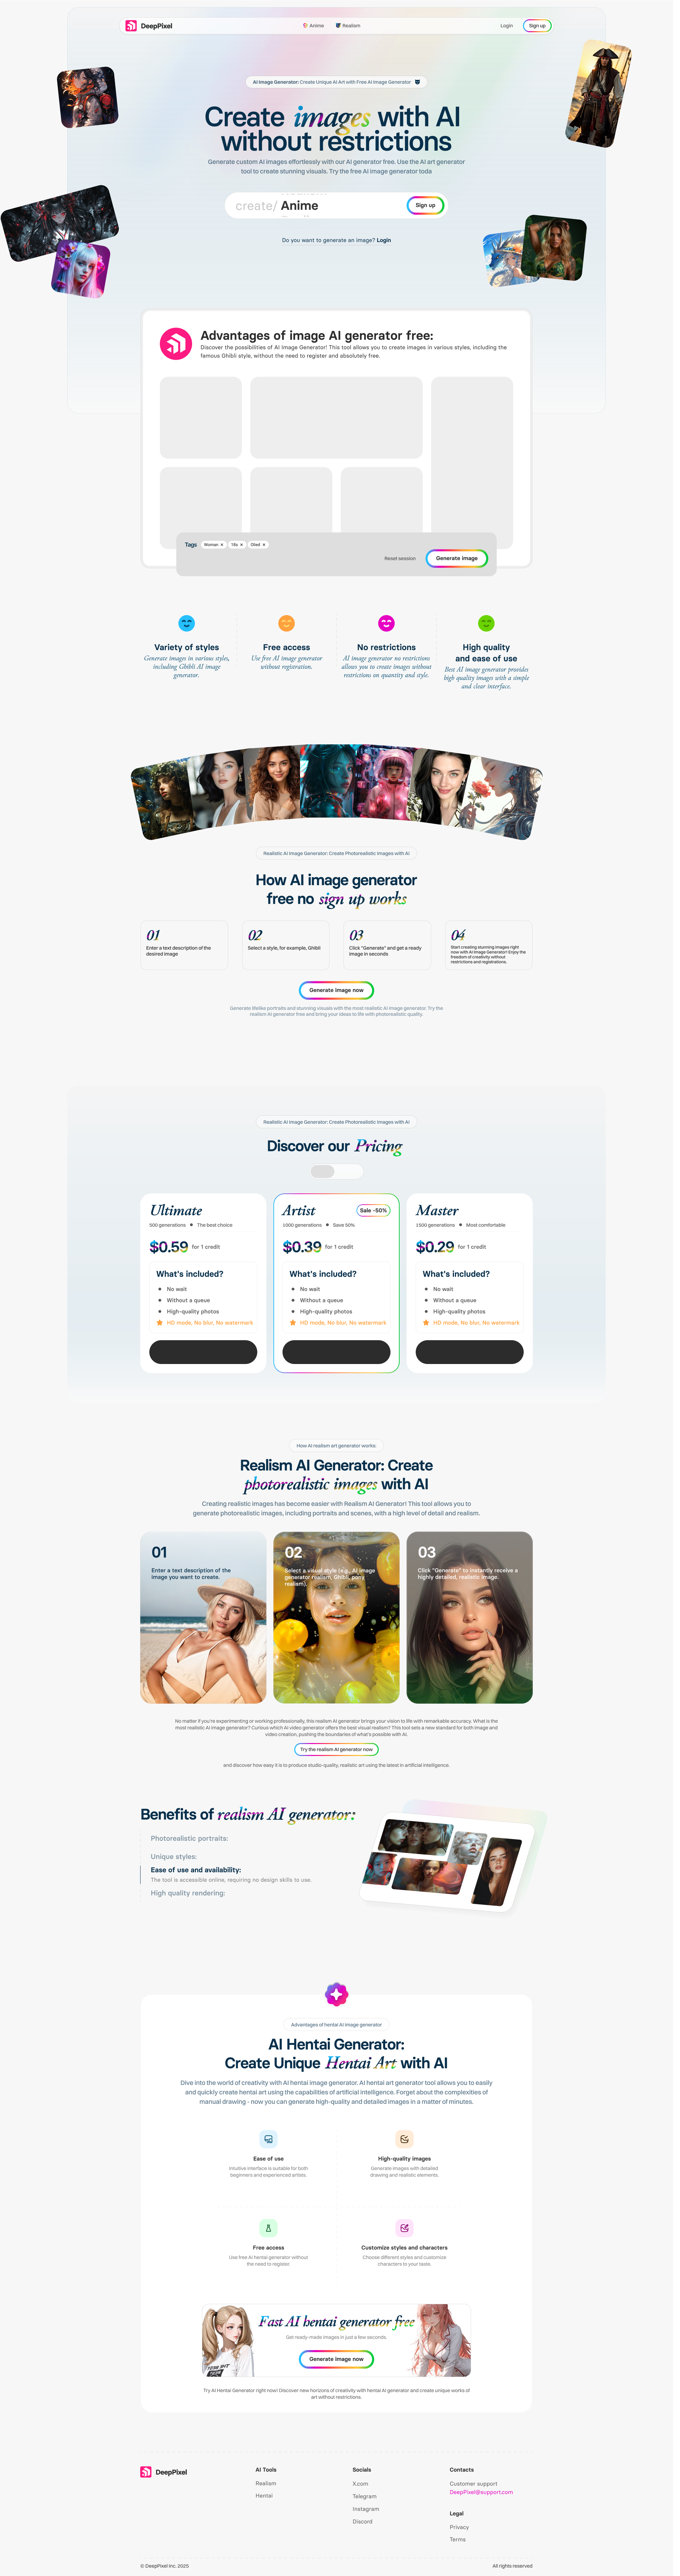 DeepPixel
Anime
Realism
Login
Sign up
AI Image Generator: Create Unique AI Art with Free AI Image Generator
Create images with AI
without restrictions
Generate custom AI images effortlessly with our AI generator free. Use the AI art generator
tool to create stunning visuals. Try the free AI image generator toda
create/ Anime
Sign up
Do you want to generate an image? Login
Advantages of image AI generator free:
Discover the possibilities of AI Image Generator! This tool allows you to create images in various styles, including the
famous Ghibli style, without the need to register and absolutely free.
Tags
Woman ×
18o ×
Oiled ×
Reset session
Generate image
Variety of styles
Generate images in various styles,
including Ghibli AI image
generator.
Free access
Use free AI image generator
without registration.
No restrictions
AI image generator no restrictions
allows you to create images without
restrictions on quantity and style.
High quality
and ease of use
Best AI image generator provides
high quality images with a simple
and clear interface.
Realistic AI Image Generator: Create Photorealistic Images with AI
How AI image generator
free no sign up works
01
Enter a text description of the
desired image
02
Select a style, for example, Ghibli
03
Click "Generate" and get a ready
image in seconds
04
Start creating stunning images right
now with AI Image Generator! Enjoy the
freedom of creativity without
restrictions and registrations.
Generate image now
Generate lifelike portraits and stunning visuals with the most realistic AI image generator. Try the
realism AI generator free and bring your ideas to life with photorealistic quality.
Realistic AI Image Generator: Create Photorealistic Images with AI
Discover our Pricing
Ultimate
500 generations • The best choice
$0.59 for 1 credit
What's included?
No wait
Without a queue
High-quality photos
HD mode, No blur, No watermark
Artist
Sale -50%
1000 generations • Save 50%
$0.39 for 1 credit
What's included?
No wait
Without a queue
High-quality photos
HD mode, No blur, No watermark
Master
1500 generations • Most comfortable
$0.29 for 1 credit
What's included?
No wait
Without a queue
High-quality photos
HD mode, No blur, No watermark
How AI realism art generator works:
Realism AI Generator: Create
photorealistic images with AI
Creating realistic images has become easier with Realism AI Generator! This tool allows you to
generate photorealistic images, including portraits and scenes, with a high level of detail and realism.
01
Enter a text description of the
image you want to create.
02
Select a visual style (e.g., AI image
generator realism, Ghibli, pony
realism).
03
Click "Generate" to instantly receive a
highly detailed, realistic image.
No matter if you're experimenting or working professionally, this realism AI generator brings your vision to life with remarkable accuracy. What is the
most realistic AI image generator? Curious which AI video generator offers the best visual realism? This tool sets a new standard for both image and
video creation, pushing the boundaries of what's possible with AI.
Try the realism AI generator now
and discover how easy it is to produce studio-quality, realistic art using the latest in artificial intelligence.
Benefits of realism AI generator:
Photorealistic portraits:
Unique styles:
Ease of use and availability:
The tool is accessible online, requiring no design skills to use.
High quality rendering:
Advantages of hentai AI image generator
AI Hentai Generator:
Create Unique Hentai Art with AI
Dive into the world of creativity with AI hentai image generator. AI hentai art generator tool allows you to easily
and quickly create hentai art using the capabilities of artificial intelligence. Forget about the complexities of
manual drawing - now you can generate high-quality and detailed images in a matter of minutes.
Ease of use
Intuitive interface is suitable for both
beginners and experienced artists.
High-quality images
Generate images with detailed
drawing and realistic elements.
Free access
Use free AI hentai generator without
the need to register
Customize styles and characters
Choose different styles and customize
characters to your taste.
Fast AI hentai generator free
Get ready-made images in just a few seconds.
Generate image now
Try AI Hentai Generator right now! Discover new horizons of creativity with hentai AI generator and create unique works of
art without restrictions.
DeepPixel
AI Tools
Realism
Hentai
Socials
X.com
Telegram
Instagram
Discord
Contacts
Customer support
DeepPixel@support.com
Legal
Privacy
Terms
© DeepPixel Inc. 2025
All rights reserved